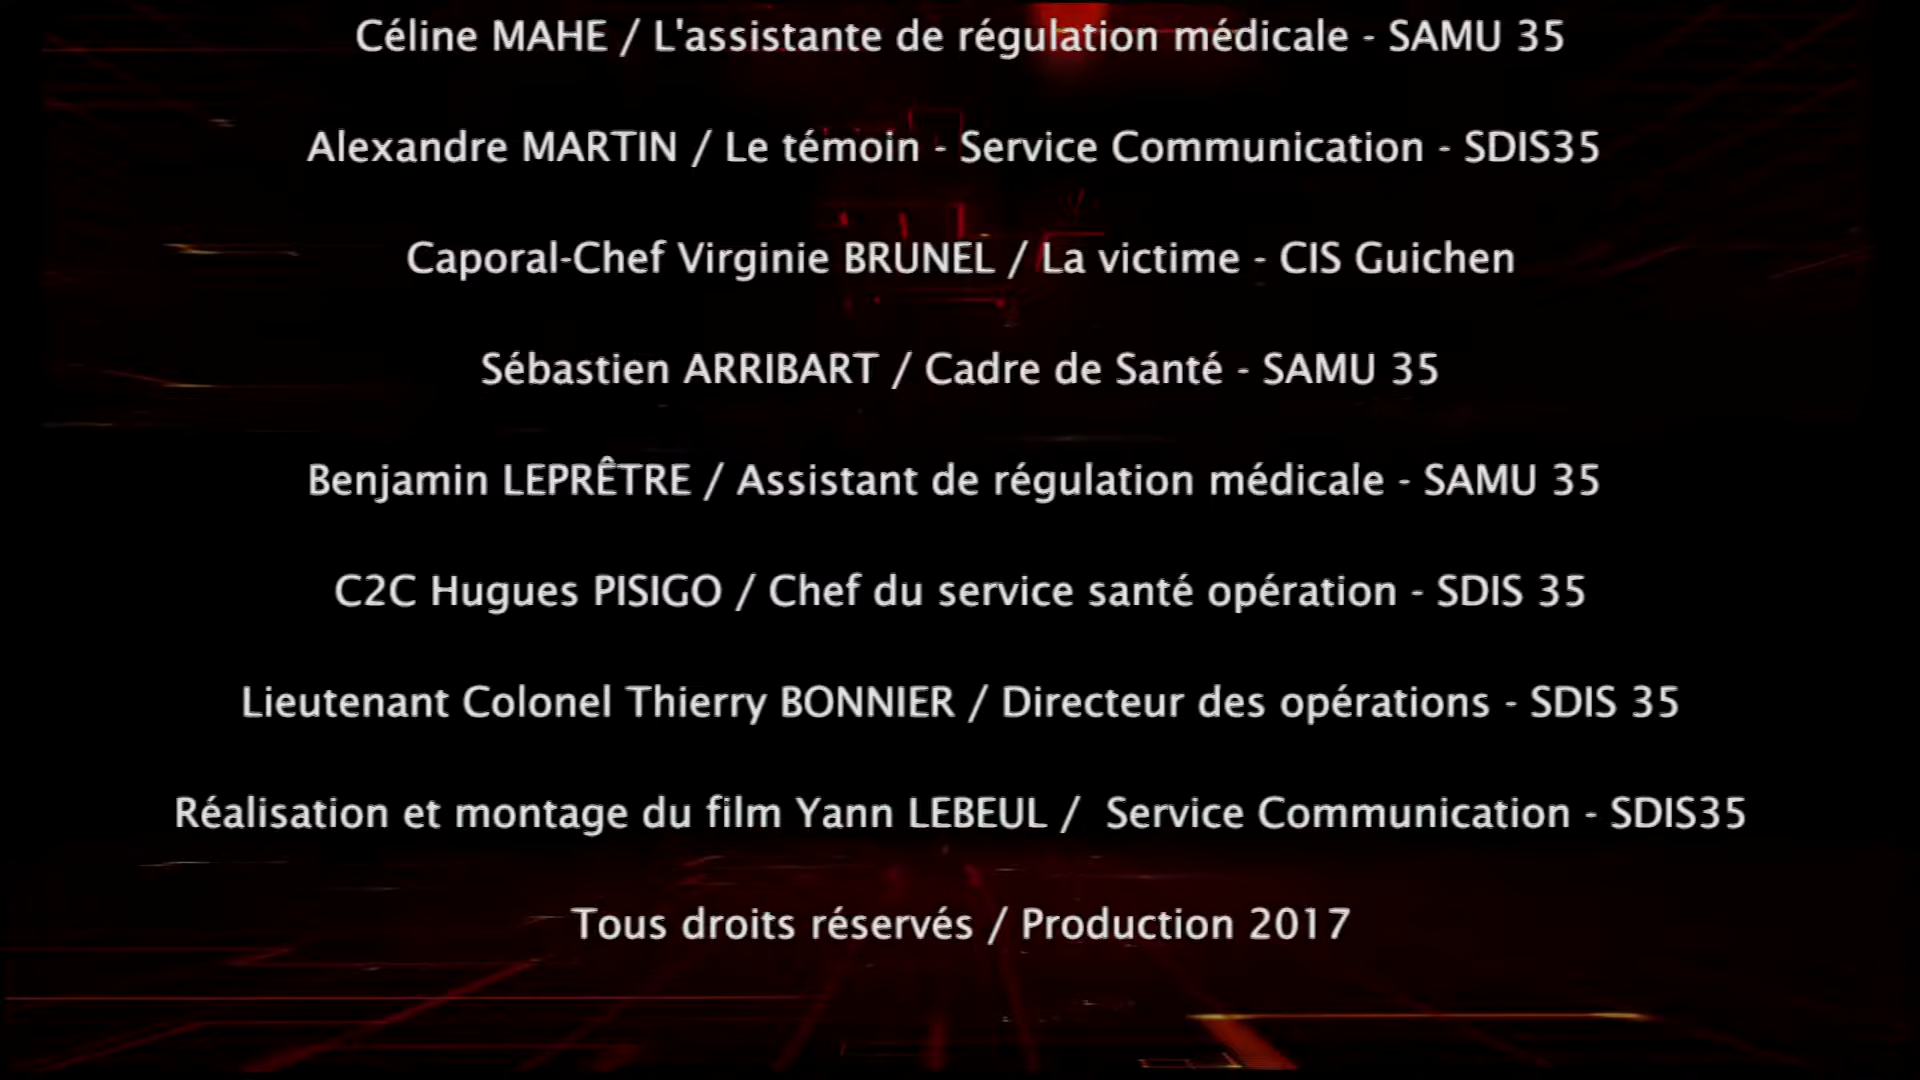 Céline MAHE / L'assistante de régulation médicale - SAMU 35
Alexandre MARTIN / Le témoin - Service Communication - SDIS35
Caporal-Chef Virginie BRUNEL / La victime - CIS Guichen
Sébastien ARRIBART / Cadre de Santé - SAMU 35
Benjamin LEPRÊTRE / Assistant de régulation médicale - SAMU 35
C2C Hugues PISIGO / Chef du service santé opération - SDIS 35
Lieutenant Colonel Thierry BONNIER / Directeur des opérations - SDIS 35
Réalisation et montage du film Yann LEBEUL /  Service Communication - SDIS35
Tous droits réservés / Production 2017